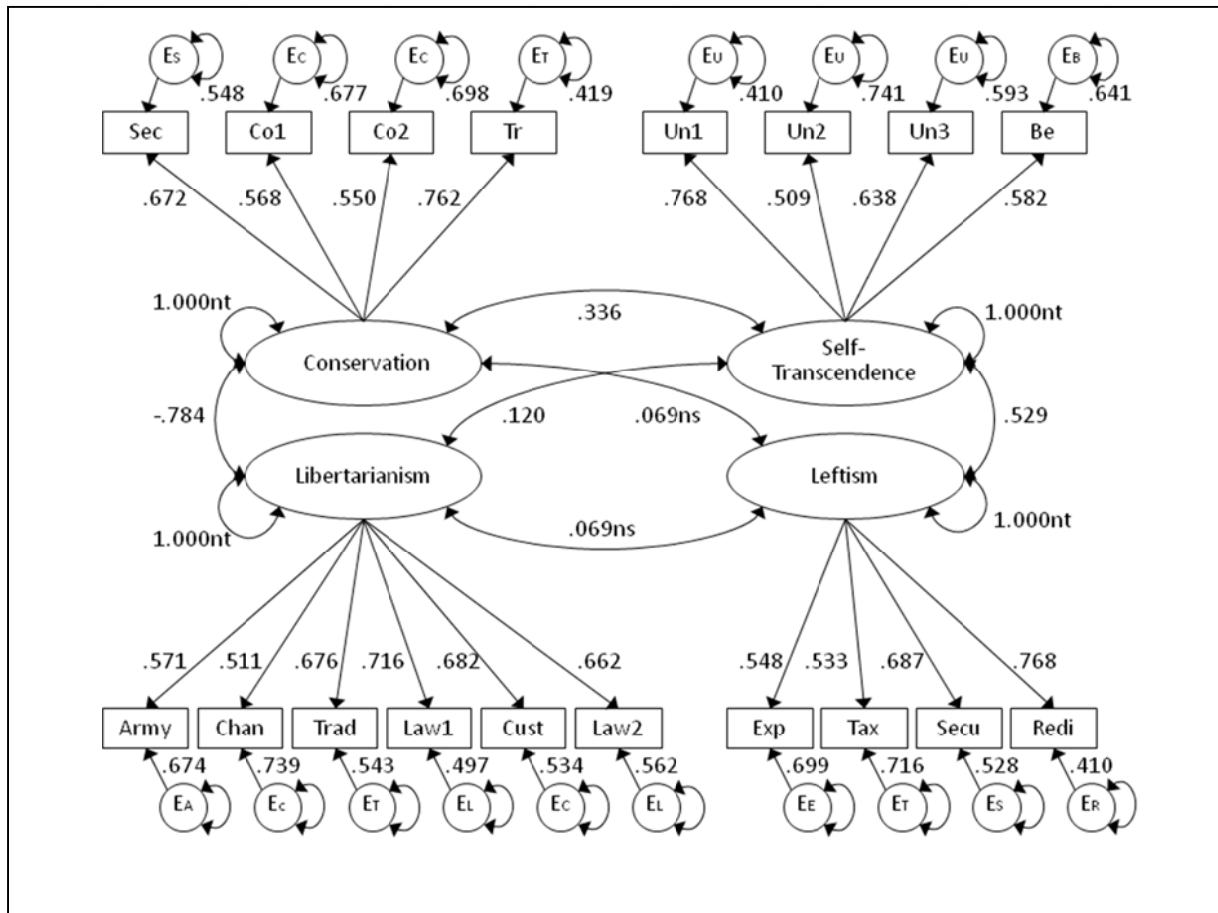 ES EC EC ET EU EU EU EB
.548 .677 .698 .419 .410 .741 .593 .641
Sec Co1 Co2 Tr Un1 Un2 Un3 Be
.672 .568 .550 .762 .768 .509 .638 .582
1.000nt .336 1.000nt
Conservation Self-
Transcendence
-.784 .120 .069ns .529
Libertarianism Leftism
1.000nt .069ns 1.000nt
.571 .511 .676 .716 .682 .662 .548 .533 .687 .768
Army Chan Trad Law1 Cust Law2 Exp Tax Secu Redi
.674 .739 .543 .497 .534 .562 .699 .716 .528 .410
EA Ec ET EL EC EL EE ET ES ER